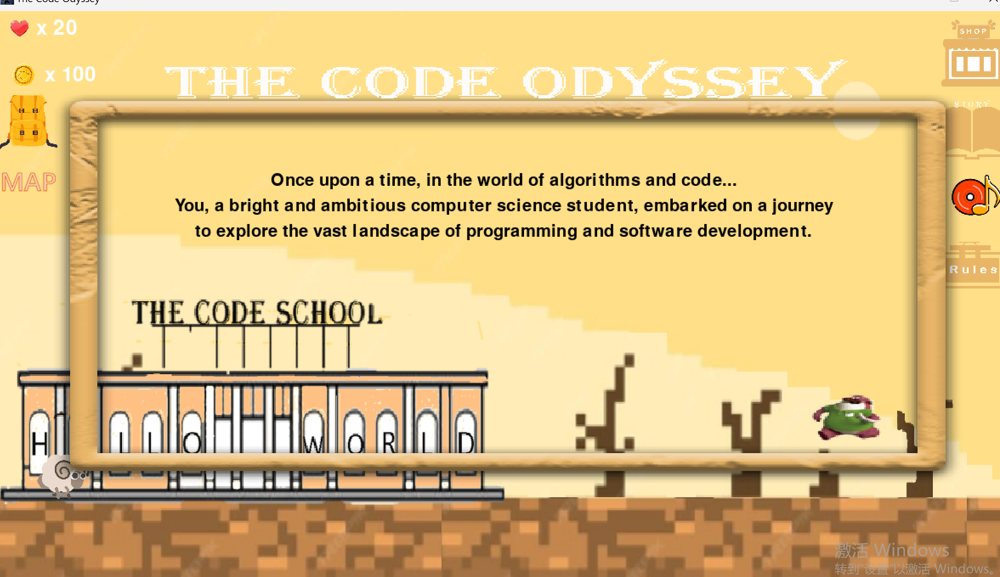 The Code Odyssey
x 20
x 100
SHOP
THE CODE ODYSSEY
STORY
MAP
Once upon a time, in the world of algorithms and code...
You, a bright and ambitious computer science student, embarked on a journey
to explore the vast landscape of programming and software development.
Rules
THE CODE SCHOOL
H LLO WORLD
激活 Windows
转到“设置”以激活 Windows。